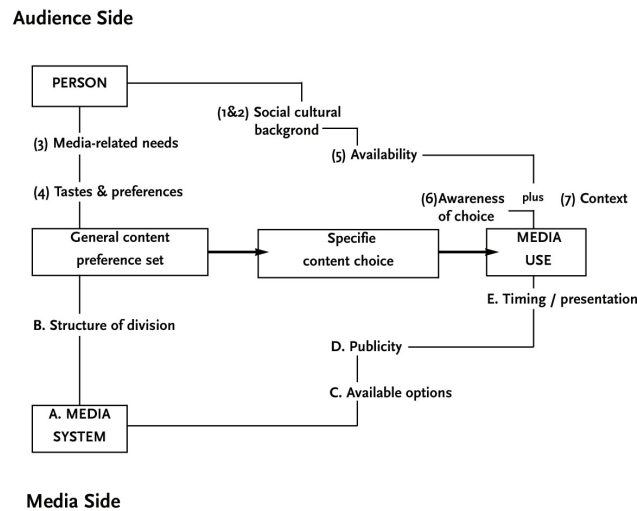 Audience Side
PERSON
(1&2) Social cultural
backgrond
(3) Media-related needs
(5) Availability
(4) Tastes & preferences
(6)Awareness
of choice
plus
(7) Context
General content
preference set
Specifie
content choice
MEDIA
USE
E. Timing / presentation
B. Structure of division
D. Publicity
C. Available options
A. MEDIA
SYSTEM
Media Side